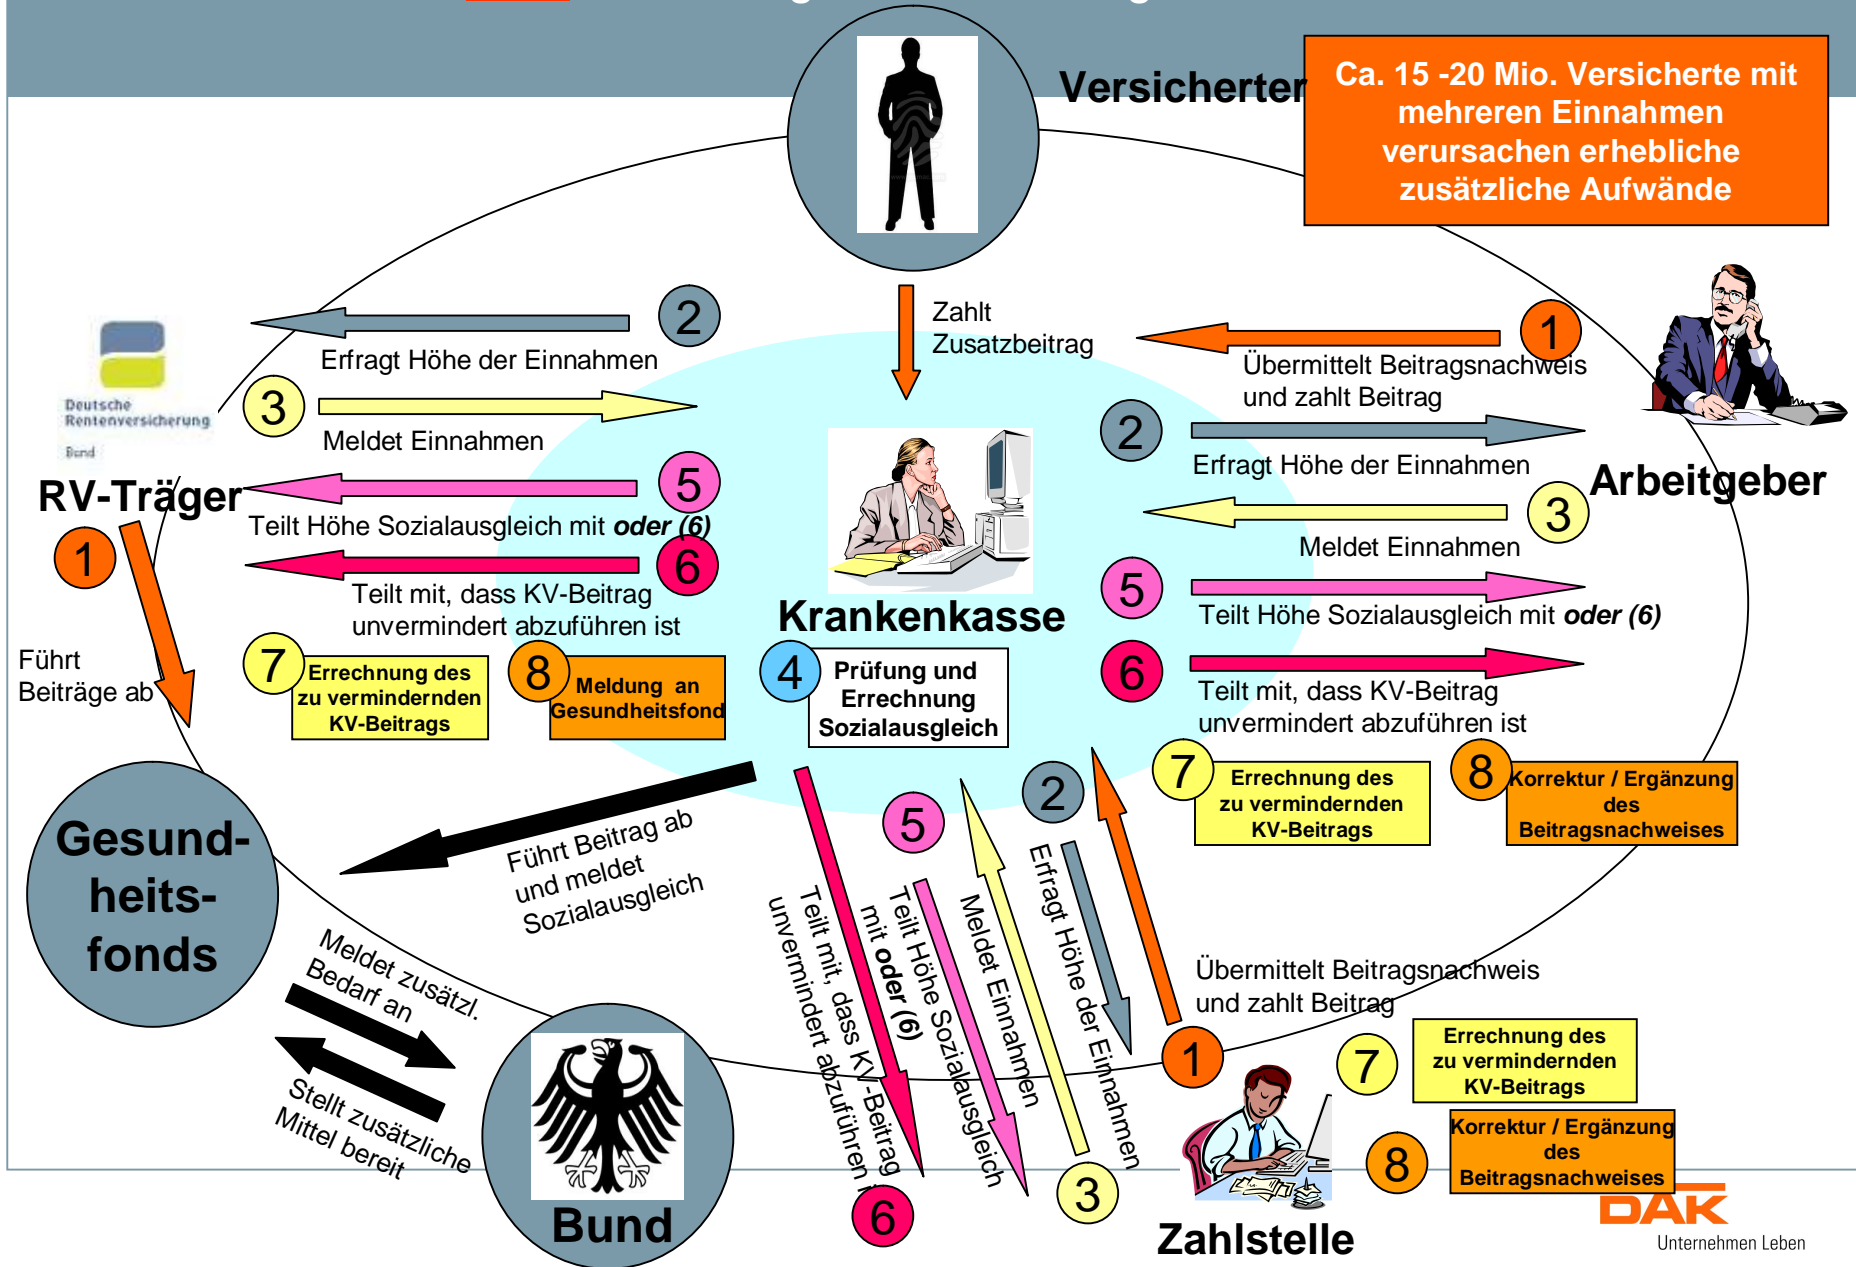 Versicherter
Ca. 15 -20 Mio. Versicherte mit
mehreren Einnahmen
verursachen erhebliche
zusätzliche Aufwände
Zahlt
Zusatzbeitrag
2
Erfragt Höhe der Einnahmen
3
Meldet Einnahmen
Deutsche
Rentenversicherung
Bund
RV-Träger
5
Teilt Höhe Sozialausgleich mit oder (6)
6
Teilt mit, dass KV-Beitrag
unvermindert abzuführen ist
1
Führt
Beiträge ab
7
Errechnung des
zu vermindernden
KV-Beitrags
8
Meldung an
Gesundheitsfond
Krankenkasse
4
Prüfung und
Errechnung
Sozialausgleich
1
Übermittelt Beitragsnachweis
und zahlt Beitrag
2
Erfragt Höhe der Einnahmen
Arbeitgeber
3
Meldet Einnahmen
5
Teilt Höhe Sozialausgleich mit oder (6)
6
Teilt mit, dass KV-Beitrag
unvermindert abzuführen ist
7
Errechnung des
zu vermindernden
KV-Beitrags
8
Korrektur / Ergänzung
des
Beitragsnachweises
Gesund-
heits-
fonds
Führt Beitrag ab
und meldet
Sozialausgleich
Meldet zusätzl.
Bedarf an
Stellt zusätzliche
Mittel bereit
Bund
Teilt mit, dass KV-Beitrag
unvermindert abzuführen
6
5
Teilt Höhe Sozialausgleich
mit oder (6)
Meldet Einnahmen
3
2
Erfragt Höhe der Einnahmen
1
Übermittelt Beitragsnachweis
und zahlt Beitrag
Zahlstelle
7
Errechnung des
zu vermindernden
KV-Beitrags
8
Korrektur / Ergänzung
des
Beitragsnachweises
DAK
Unternehmen Leben